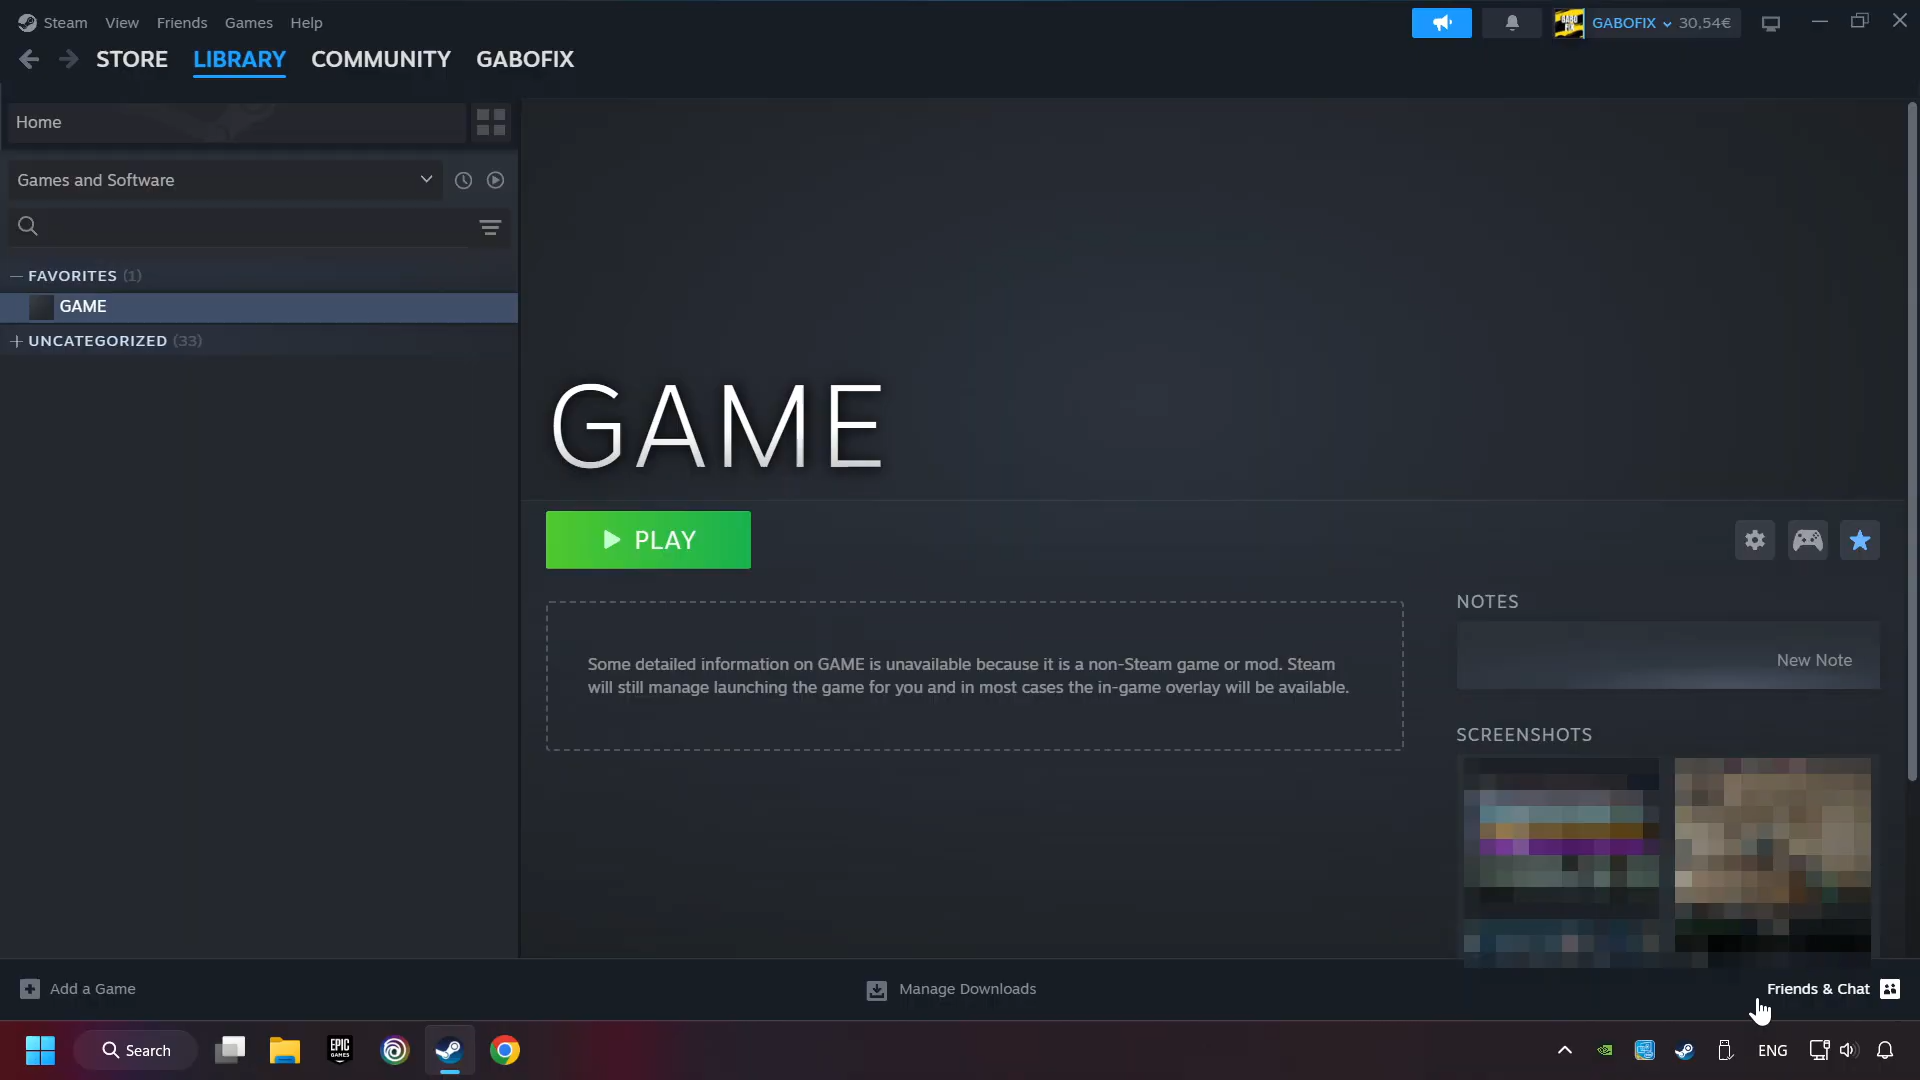 Steam View Friends Games Help
GABOFIX 30,54€
STORE LIBRARY COMMUNITY GABOFIX
Home
Games and Software
FAVORITES (1)
GAME
UNCATEGORIZED (33)
GAME
PLAY
Some detailed information on GAME is unavailable because it is a non-Steam game or mod. Steam
will still manage launching the game for you and in most cases the in-game overlay will be available.
NOTES
New Note
SCREENSHOTS
Add a Game
Manage Downloads
Friends & Chat
Search
EPIC
GAMES
ENG